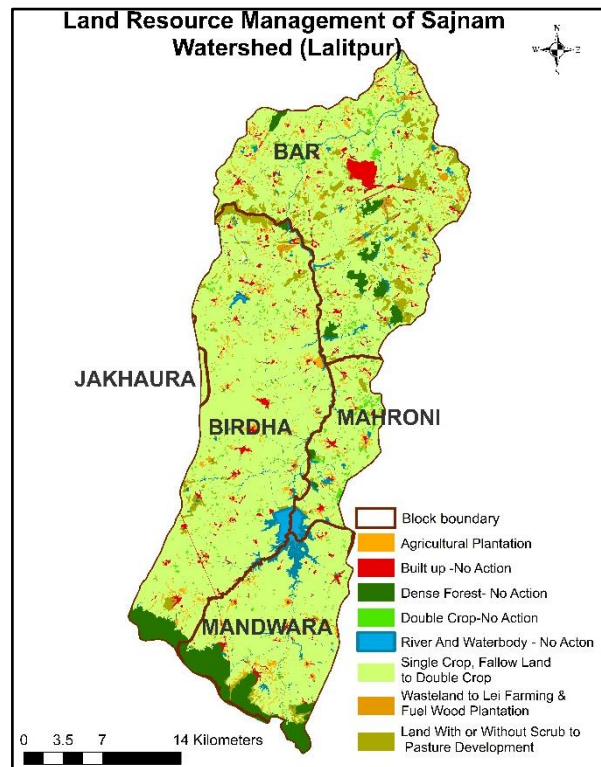 Land Resource Management of Sajnam
Watershed (Lalitpur)
N
W E
S
BAR
JAKHAURA
BIRDHA
MAHRONI
MANDWARA
Block boundary
Agricultural Plantation
Built up -No Action
Dense Forest- No Action
Double Crop-No Action
River And Waterbody - No Acton
Single Crop, Fallow Land
to Double Crop
Wasteland to Lei Farming &
Fuel Wood Plantation
Land With or Without Scrub to
Pasture Development
0 3.5 7 14 Kilometers